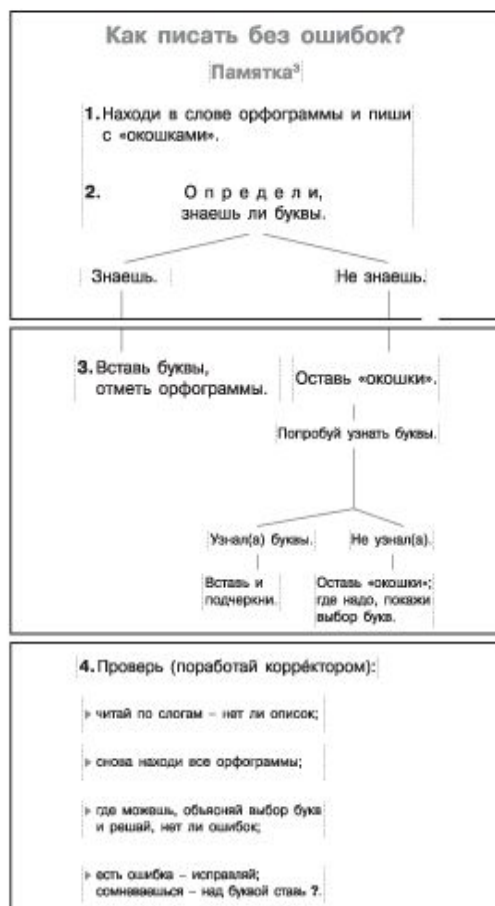 Как писать без ошибок?
Памятка³
1. Находи в слове орфограммы и пиши
с «окошками».
2. Определи,
знаешь ли буквы.
Знаешь. Не знаешь.
3. Вставь буквы,
отметь орфограммы.
Оставь «окошки».
Попробуй узнать буквы.
Узнал(а) буквы. Не узнал(а).
Вставь и
подчеркни.
Оставь «окошки»;
где надо, покажи
выбор букв.
4. Проверь (поработай корре́ктором):
читай по слогам – нет ли описок;
снова находи все орфограммы;
где можешь, объясняй выбор букв
и решай, нет ли ошибок;
есть ошибка – исправляй;
сомневаешься – над буквой ставь ?.